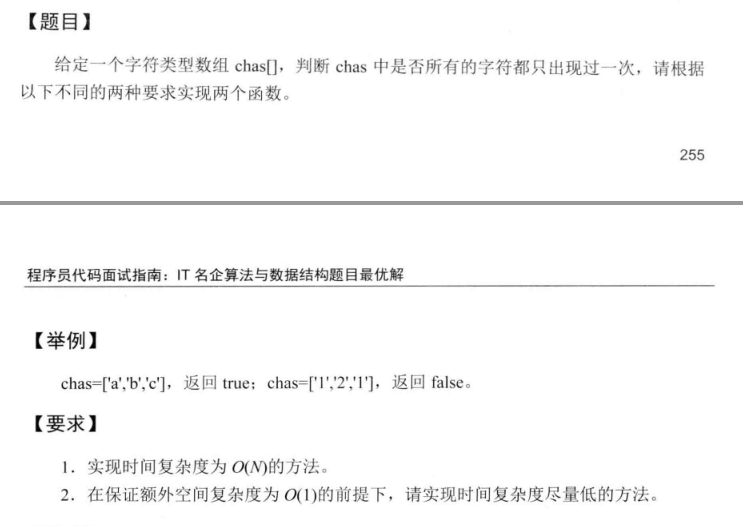 【题目】
给定一个字符类型数组 chas[]，判断 chas 中是否所有的字符都只出现过一次，请根据
以下不同的两种要求实现两个函数。
255
程序员代码面试指南：IT 名企算法与数据结构题目最优解
【举例】
chas=['a','b','c']，返回 true；chas=['1','2','1']，返回 false。
【要求】
1．实现时间复杂度为 O(N)的方法。
2．在保证额外空间复杂度为 O(1)的前提下，请实现时间复杂度尽量低的方法。